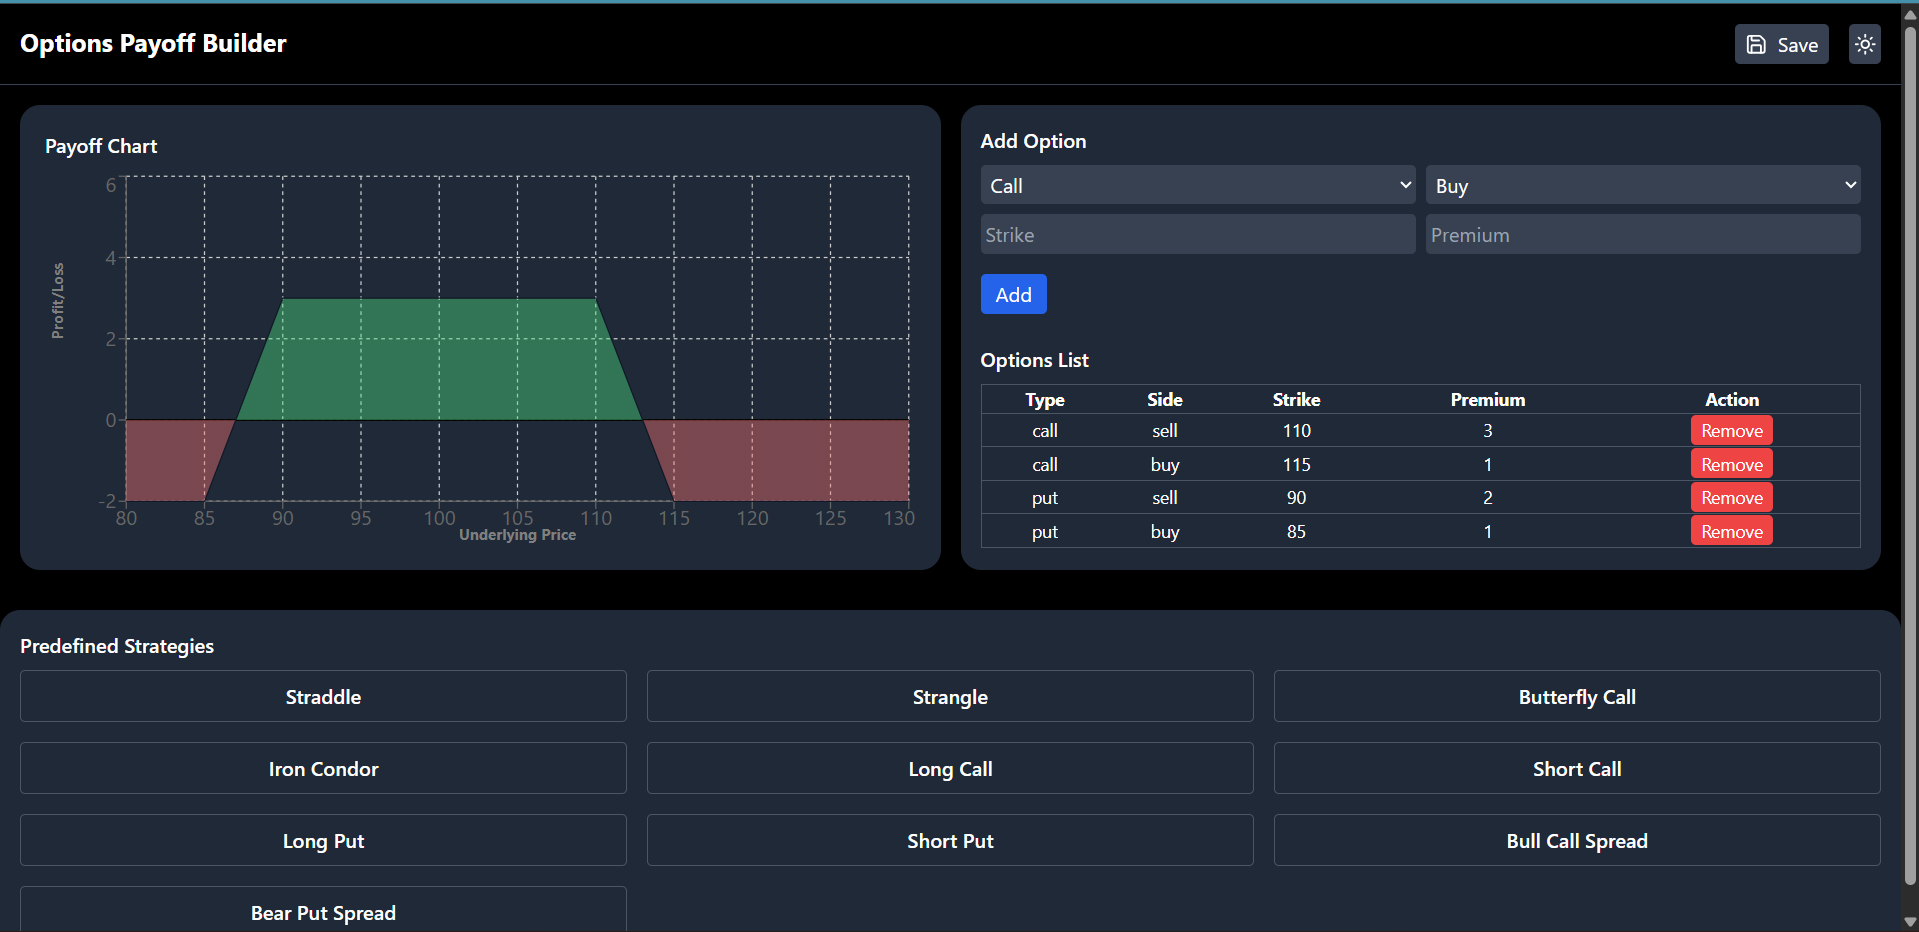 Options Payoff Builder
Save
Payoff Chart
6
4
2
0
-2
Profit/Loss
80 85 90 95 100 105 110 115 120 125 130
Underlying Price
Add Option
Call Buy
Strike Premium
Add
Options List
Type Side Strike Premium Action
call sell 110 3 Remove
call buy 115 1 Remove
put sell 90 2 Remove
put buy 85 1 Remove
Predefined Strategies
Straddle Strangle Butterfly Call
Iron Condor Long Call Short Call
Long Put Short Put Bull Call Spread
Bear Put Spread